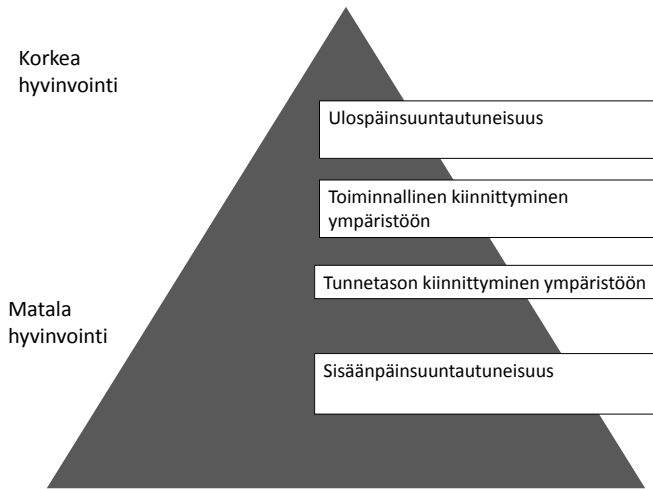 Korkea
hyvinvointi
Ulospäinsuuntautuneisuus
Toiminnallinen kiinnittyminen
ympäristöön
Tunnetason kiinnittyminen ympäristöön
Matala
hyvinvointi
Sisäänpäinsuuntautuneisuus